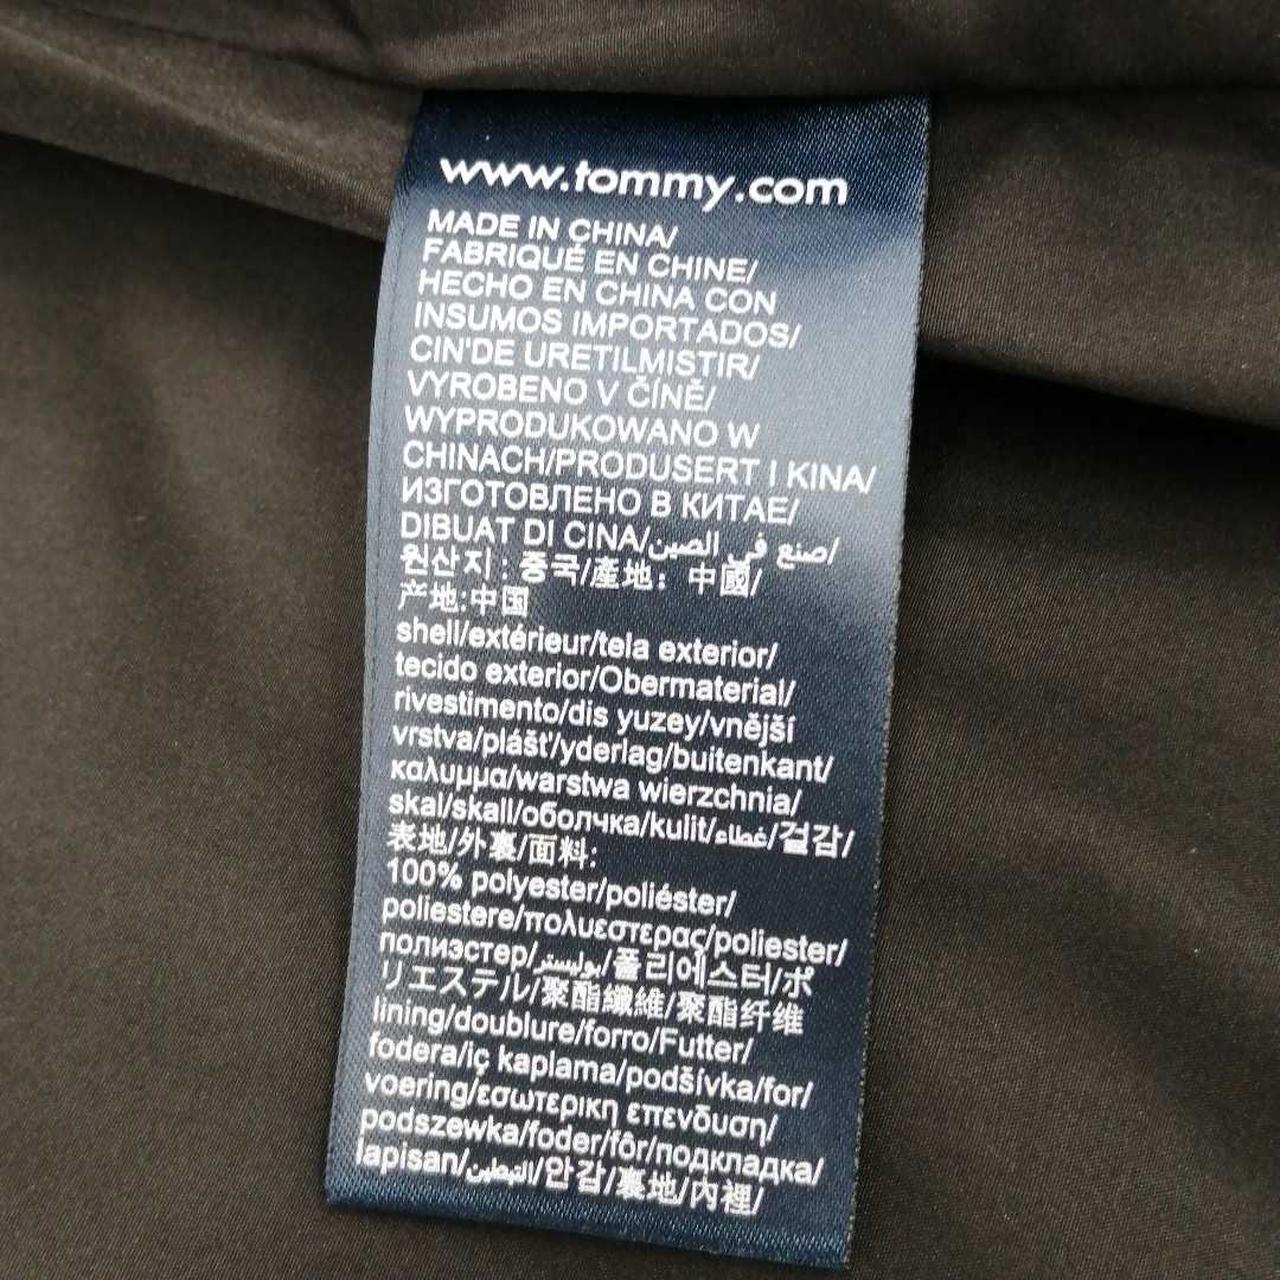 www.tommy.com
MADE IN CHINA/
FABRIQUÉ EN CHINE/
HECHO EN CHINA CON
INSUMOS IMPORTADOS/
CIN'DE URETILMISTIR/
VYROBENO V ČÍNĚ/
WYPRODUKOWANO W
CHINACH/PRODUSERT I KINA/
ИЗГОТОВЛЕНО В КИТАЕ/
DIBUAT DI CINA/صنع في الصين/
원산지: 중국/產地: 中國/
产地:中国
shell/extérieur/tela exterior/
tecido exterior/Obermaterial/
rivestimento/dis yuzey/vnější
vrstva/plášť/yderlag/buitenkant/
καλυμμα/warstwa wierzchnia/
skal/skall/оболчка/kulit/غطاء/겉감/
表地/外裏/面料:
100% polyester/poliéster/
poliestere/πολυεστερας/poliester/
полиэстер/بوليستر/폴리에스터/ポ
リエステル/聚酯纖維/聚酯纤维
lining/doublure/forro/Futter/
fodera/iç kaplama/podšívka/for/
voering/εσωτερικη επενδυση/
podszewka/foder/fôr/подкладка/
lapisan/التبطين/안감/裏地/內裡/